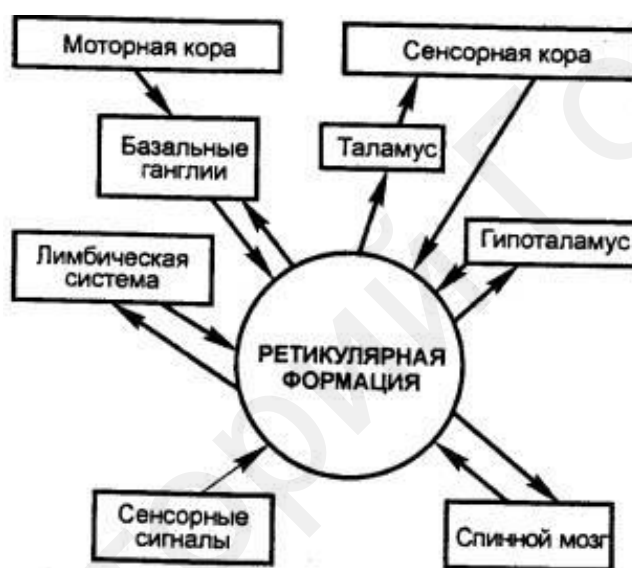 Моторная кора
Сенсорная кора
Базальные
ганглии
Таламус
Лимбическая
система
Гипоталамус
РЕТИКУЛЯРНАЯ
ФОРМАЦИЯ
Сенсорные
сигналы
Спинной мозг